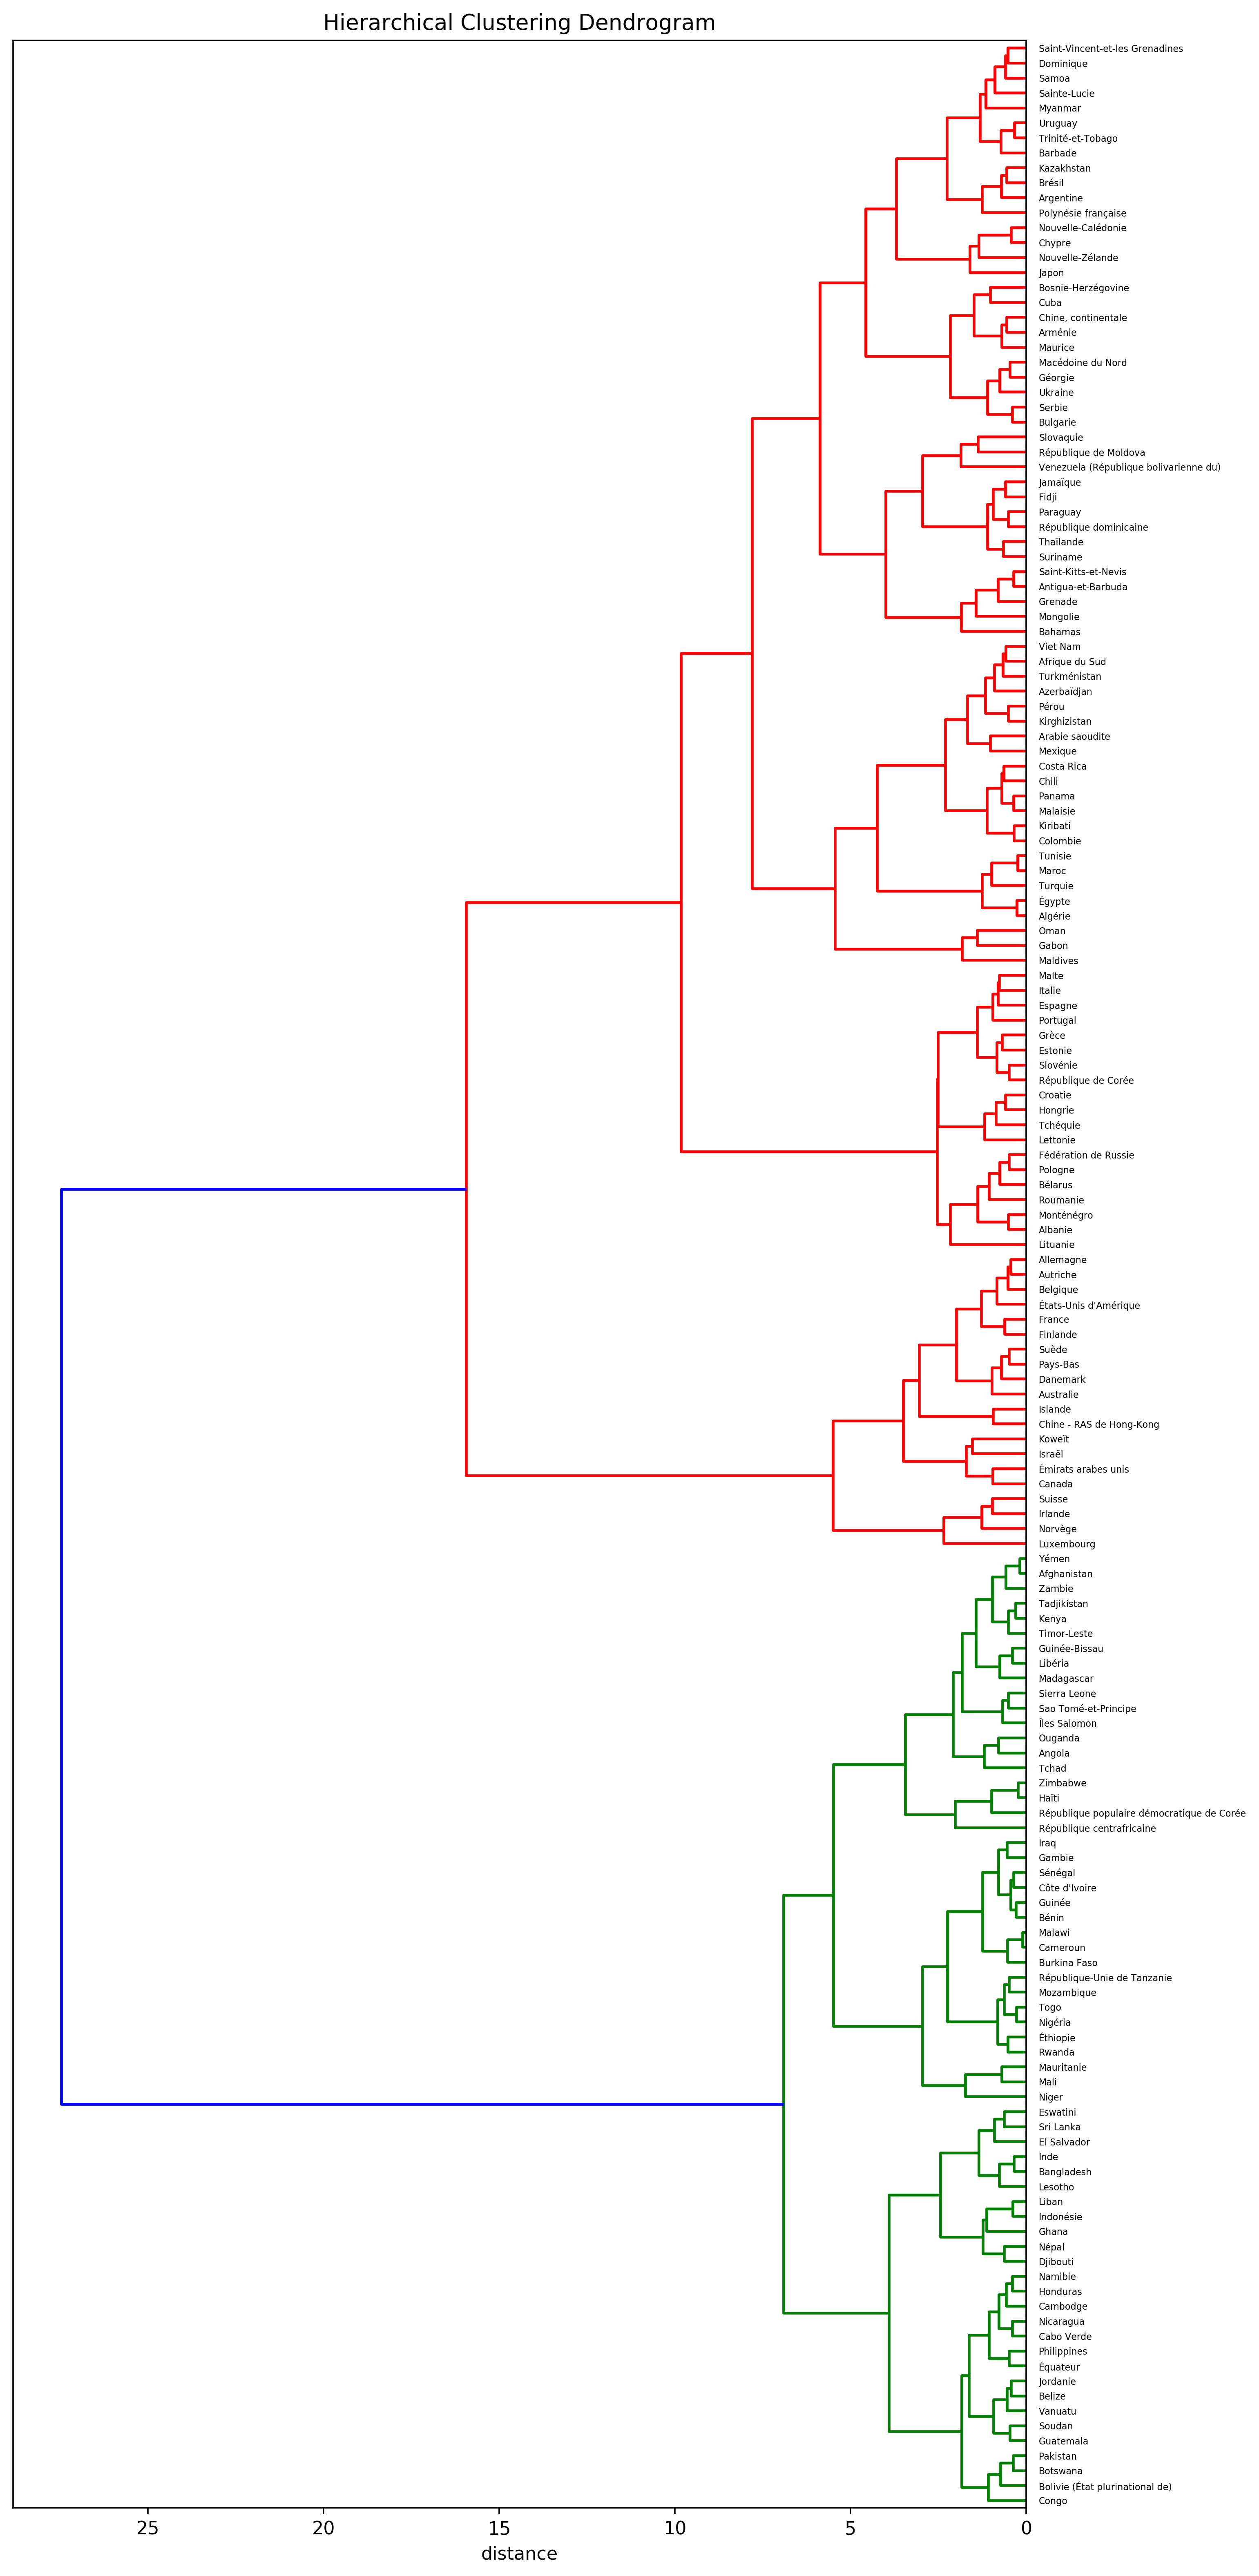 Hierarchical Clustering Dendrogram
Saint-Vincent-et-les Grenadines
Dominique
Samoa
Sainte-Lucie
Myanmar
Uruguay
Trinité-et-Tobago
Barbade
Kazakhstan
Brésil
Argentine
Polynésie française
Nouvelle-Calédonie
Chypre
Nouvelle-Zélande
Japon
Bosnie-Herzégovine
Cuba
Chine, continentale
Arménie
Maurice
Macédoine du Nord
Géorgie
Ukraine
Serbie
Bulgarie
Slovaquie
République de Moldova
Venezuela (République bolivarienne du)
Jamaïque
Fidji
Paraguay
République dominicaine
Thaïlande
Suriname
Saint-Kitts-et-Nevis
Antigua-et-Barbuda
Grenade
Mongolie
Bahamas
Viet Nam
Afrique du Sud
Turkménistan
Azerbaïdjan
Pérou
Kirghizistan
Arabie saoudite
Mexique
Costa Rica
Chili
Panama
Malaisie
Kiribati
Colombie
Tunisie
Maroc
Turquie
Égypte
Algérie
Oman
Gabon
Maldives
Malte
Italie
Espagne
Portugal
Grèce
Estonie
Slovénie
République de Corée
Croatie
Hongrie
Tchéquie
Lettonie
Fédération de Russie
Pologne
Bélarus
Roumanie
Monténégro
Albanie
Lituanie
Allemagne
Autriche
Belgique
États-Unis d'Amérique
France
Finlande
Suède
Pays-Bas
Danemark
Australie
Islande
Chine - RAS de Hong-Kong
Koweït
Israël
Émirats arabes unis
Canada
Suisse
Irlande
Norvège
Luxembourg
Yémen
Afghanistan
Zambie
Tadjikistan
Kenya
Timor-Leste
Guinée-Bissau
Libéria
Madagascar
Sierra Leone
Sao Tomé-et-Principe
Îles Salomon
Ouganda
Angola
Tchad
Zimbabwe
Haïti
République populaire démocratique de Corée
République centrafricaine
Iraq
Gambie
Sénégal
Côte d'Ivoire
Guinée
Bénin
Malawi
Cameroun
Burkina Faso
République-Unie de Tanzanie
Mozambique
Togo
Nigéria
Éthiopie
Rwanda
Mauritanie
Mali
Niger
Eswatini
Sri Lanka
El Salvador
Inde
Bangladesh
Lesotho
Liban
Indonésie
Ghana
Népal
Djibouti
Namibie
Honduras
Cambodge
Nicaragua
Cabo Verde
Philippines
Équateur
Jordanie
Belize
Vanuatu
Soudan
Guatemala
Pakistan
Botswana
Bolivie (État plurinational de)
Congo
25 20 15 10 5 0
distance